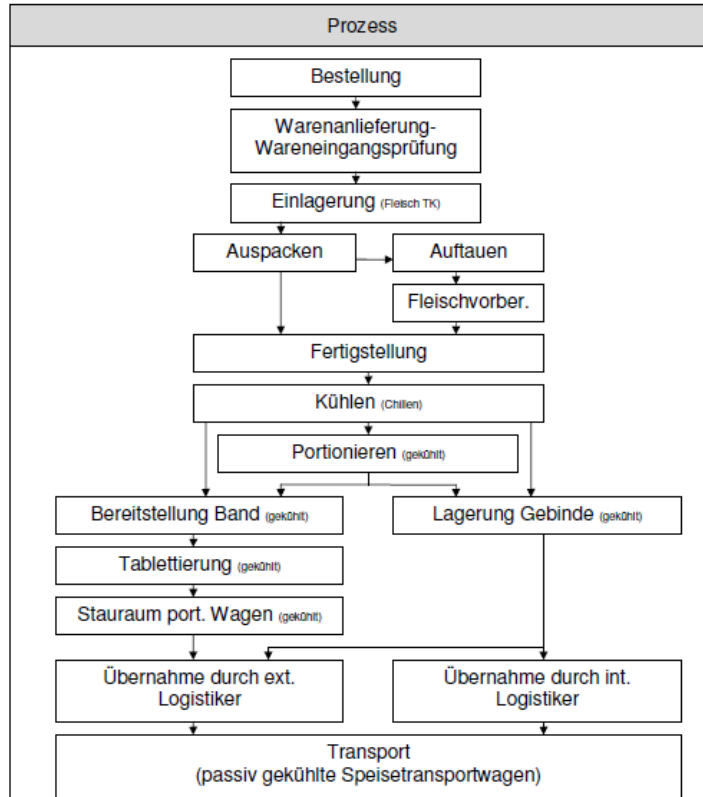 Prozess
Bestellung
Warenanlieferung-
Wareneingangsprüfung
Einlagerung (Fleisch TK)
Auspacken
Auftauen
Fleischvorber.
Fertigstellung
Kühlen (Chillen)
Portionieren (gekühlt)
Bereitstellung Band (gekühlt)
Lagerung Gebinde (gekühlt)
Tablettierung (gekühlt)
Stauraum port. Wagen (gekühlt)
Übernahme durch ext.
Logistiker
Übernahme durch int.
Logistiker
Transport
(passiv gekühlte Speisetransportwagen)